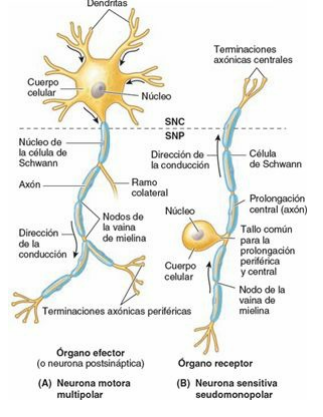 Dendritas
Cuerpo
celular
Núcleo
SNC
SNP
Núcleo de
la célula de
Schwann
Axón
Ramo
colateral
Nodos de
la vaina
de mielina
Dirección
de la
conducción
Terminaciones axónicas periféricas
Órgano efector
(o neurona postsináptica)
(A) Neurona motora
multipolar
Terminaciones
axónicas centrales
Dirección de
la conducción
Célula
de Schwann
Prolongación
central (axón)
Núcleo
Tallo común
para la
prolongación
periférica
y central
Cuerpo
celular
Nodo de la
vaina de
mielina
Órgano receptor
(B) Neurona sensitiva
seudomonopolar